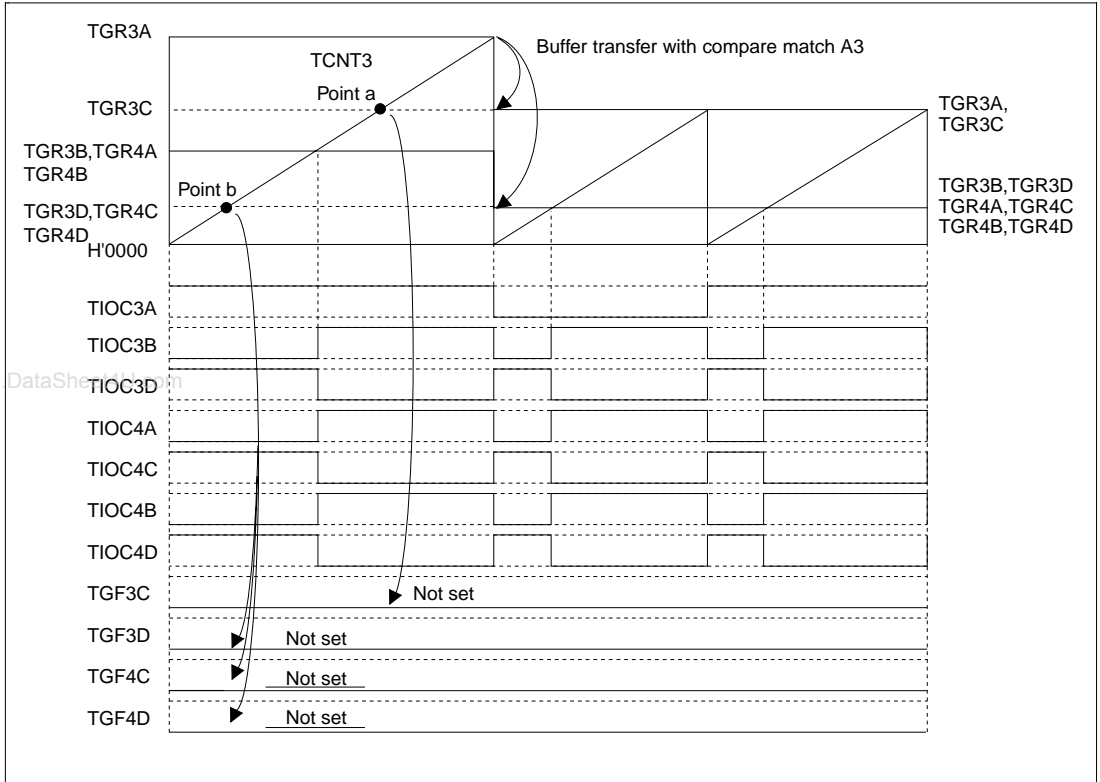 TGR3A
TCNT3
Buffer transfer with compare match A3
Point a
TGR3C
TGR3A,
TGR3C
TGR3B,TGR4A
TGR4B
Point b
TGR3D,TGR4C
TGR4D
TGR3B,TGR3D
TGR4A,TGR4C
TGR4B,TGR4D
H'0000
TIOC3A
TIOC3B
.DataSheet4U.com
TIOC3D
TIOC4A
TIOC4C
TIOC4B
TIOC4D
TGF3C
Not set
TGF3D
Not set
TGF4C
Not set
TGF4D
Not set